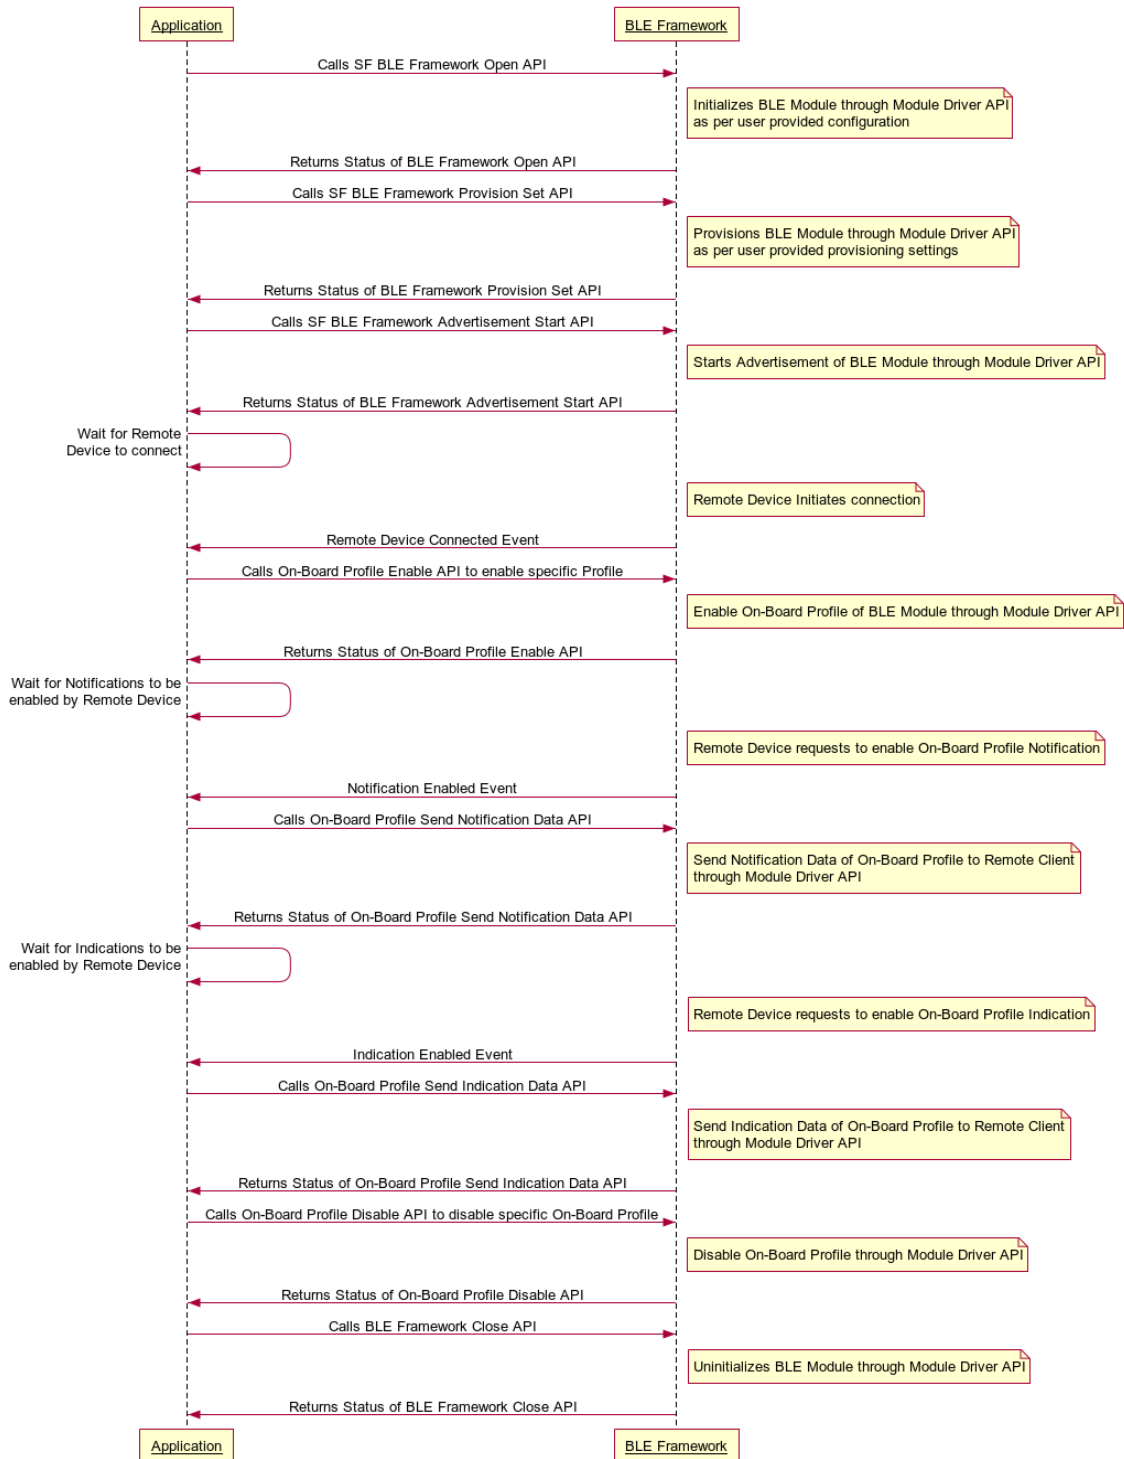 Application
BLE Framework
Calls SF BLE Framework Open API
Initializes BLE Module through Module Driver API
as per user provided configuration
Returns Status of BLE Framework Open API
Calls SF BLE Framework Provision Set API
Provisions BLE Module through Module Driver API
as per user provided provisioning settings
Returns Status of BLE Framework Provision Set API
Calls SF BLE Framework Advertisement Start API
Starts Advertisement of BLE Module through Module Driver API
Returns Status of BLE Framework Advertisement Start API
Wait for Remote
Device to connect
Remote Device Initiates connection
Remote Device Connected Event
Calls On-Board Profile Enable API to enable specific Profile
Enable On-Board Profile of BLE Module through Module Driver API
Returns Status of On-Board Profile Enable API
Wait for Notifications to be
enabled by Remote Device
Remote Device requests to enable On-Board Profile Notification
Notification Enabled Event
Calls On-Board Profile Send Notification Data API
Send Notification Data of On-Board Profile to Remote Client
through Module Driver API
Returns Status of On-Board Profile Send Notification Data API
Wait for Indications to be
enabled by Remote Device
Remote Device requests to enable On-Board Profile Indication
Indication Enabled Event
Calls On-Board Profile Send Indication Data API
Send Indication Data of On-Board Profile to Remote Client
through Module Driver API
Returns Status of On-Board Profile Send Indication Data API
Calls On-Board Profile Disable API to disable specific On-Board Profile
Disable On-Board Profile through Module Driver API
Returns Status of On-Board Profile Disable API
Calls BLE Framework Close API
Uninitializes BLE Module through Module Driver API
Returns Status of BLE Framework Close API
Application
BLE Framework